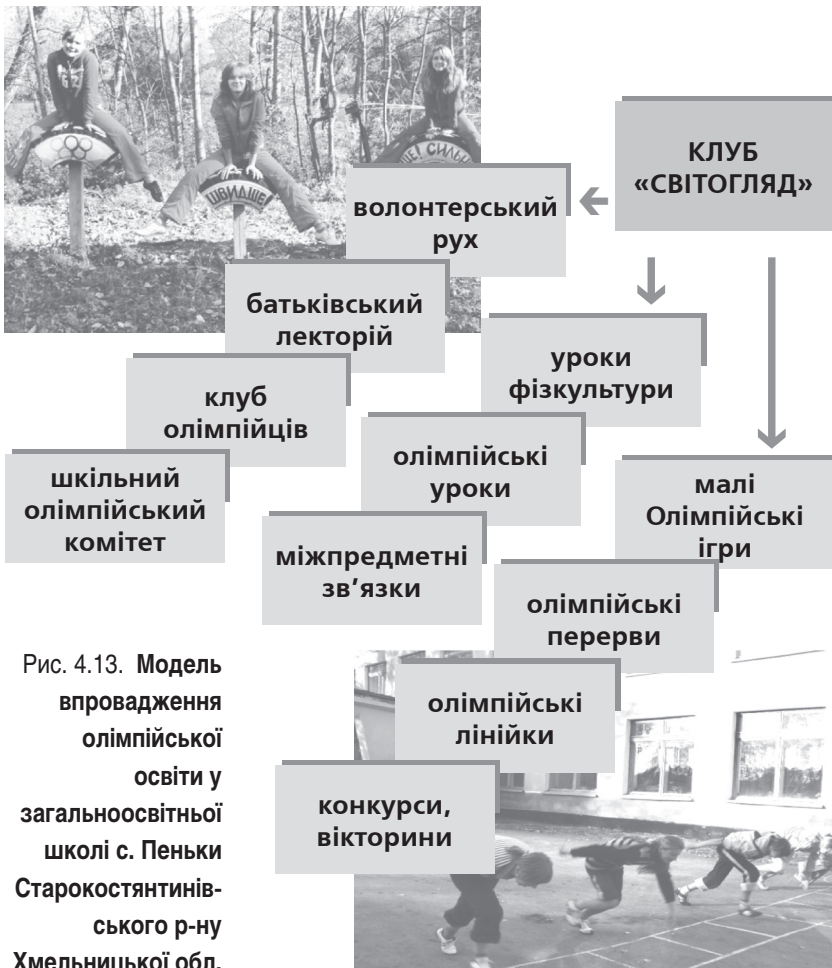 ШВИДШЕ!
ШЕ! СИЛЬН
КЛУБ
«СВІТОГЛЯД»
волонтерський
рух
батьківський
лекторій
клуб
олімпійців
шкільний
олімпійський
комітет
уроки
фізкультури
олімпійські
уроки
міжпредметні
зв’язки
малі
Олімпійські
ігри
олімпійські
перерви
олімпійські
лінійки
конкурси,
вікторини
Рис. 4.13. Модель
впровадження
олімпійської
освіти у
загальноосвітньої
школі с. Пеньки
Старокостянтинів-
ського р-ну
Хмельницької обл.